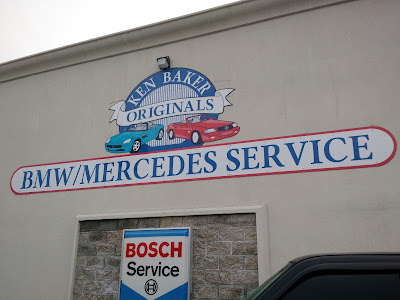 KEN BAKER
ORIGINALS
BMW/MERCEDES SERVICE
BOSCH
Service